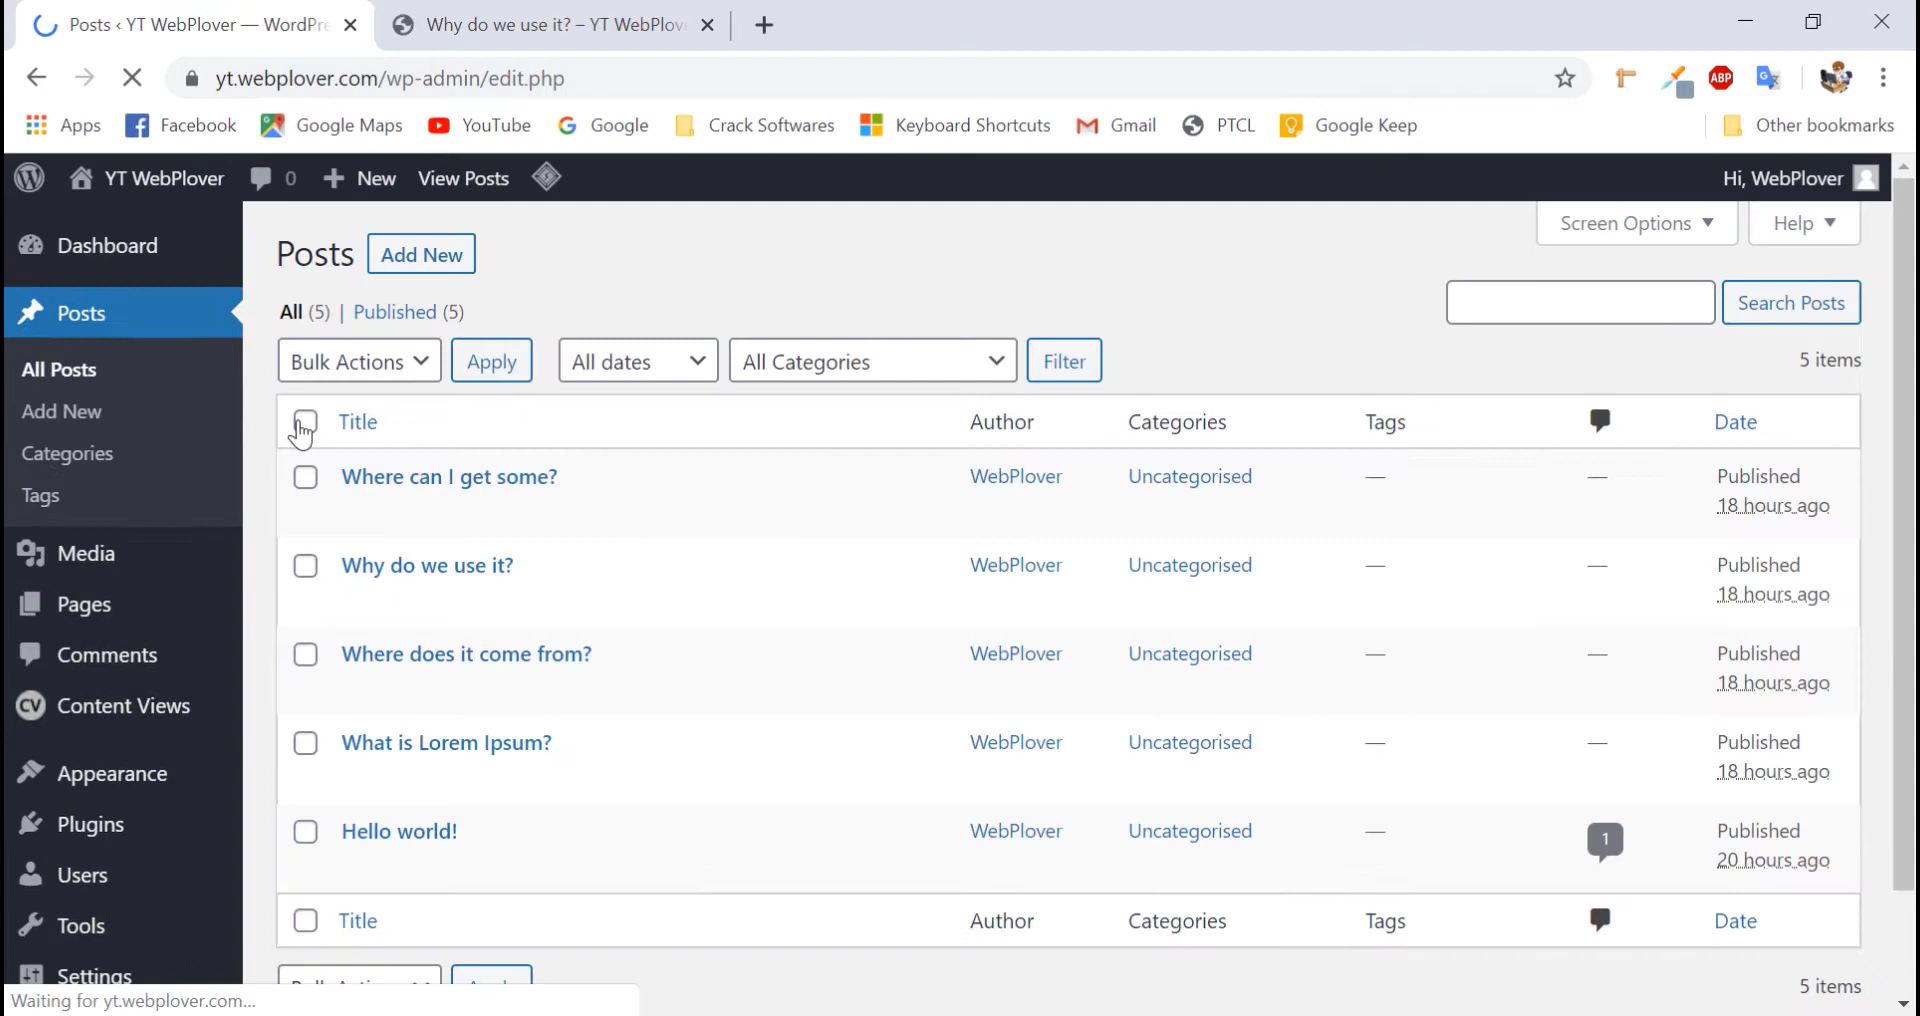 Posts ‹ YT WebPlover — WordPre
Why do we use it? – YT WebPlov
yt.webplover.com/wp-admin/edit.php
ABP
Apps Facebook Google Maps YouTube Google Crack Softwares Keyboard Shortcuts Gmail PTCL Google Keep Other bookmarks
YT WebPlover 0 + New View Posts Hi, WebPlover
Screen Options Help
Dashboard
Posts
All Posts
Add New
Categories
Tags
Media
Pages
Comments
CV Content Views
Appearance
Plugins
Users
Tools
Settings
Posts Add New
All (5) | Published (5)
Search Posts
Bulk Actions Apply All dates All Categories Filter 5 items
Title Author Categories Tags Date
Where can I get some? WebPlover Uncategorised — — Published
18 hours ago
Why do we use it? WebPlover Uncategorised — — Published
18 hours ago
Where does it come from? WebPlover Uncategorised — — Published
18 hours ago
What is Lorem Ipsum? WebPlover Uncategorised — — Published
18 hours ago
Hello world! WebPlover Uncategorised — 1 Published
20 hours ago
Title Author Categories Tags Date
5 items
Waiting for yt.webplover.com...